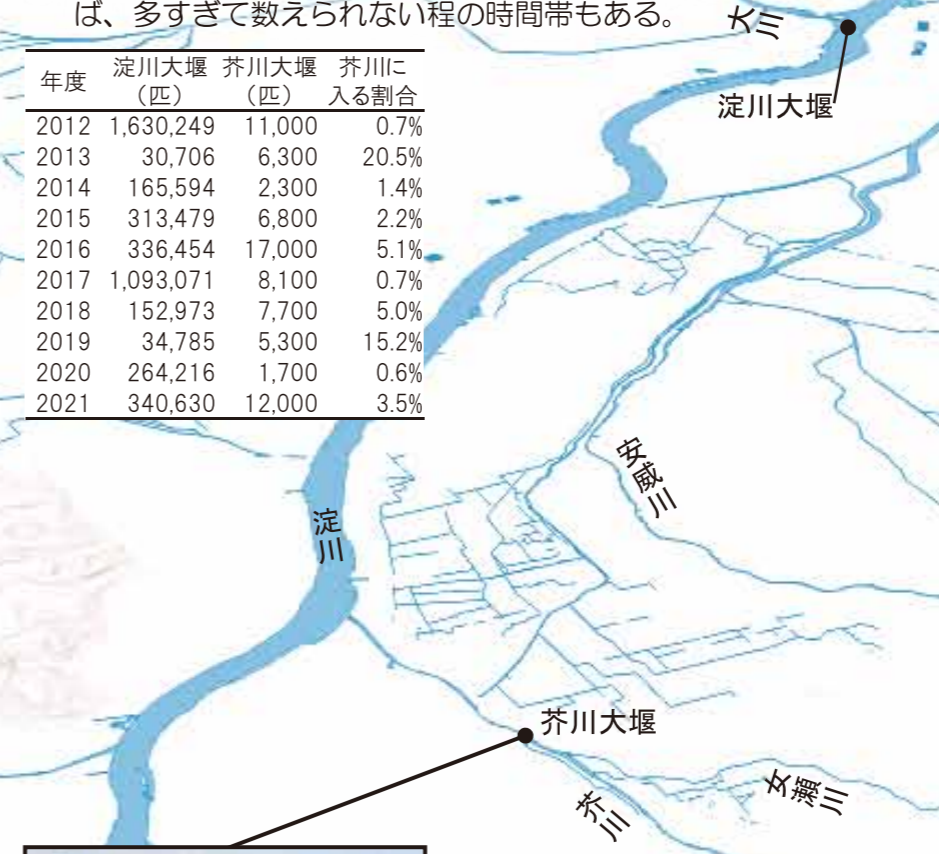 ば、多すぎて数えられない程の時間帯もある。
年度 淀川大堰（匹） 芥川大堰（匹） 芥川に入る割合
2012 1,630,249 11,000 0.7%
2013 30,706 6,300 20.5%
2014 165,594 2,300 1.4%
2015 313,479 6,800 2.2%
2016 336,454 17,000 5.1%
2017 1,093,071 8,100 0.7%
2018 152,973 7,700 5.0%
2019 34,785 5,300 15.2%
2020 264,216 1,700 0.6%
2021 340,630 12,000 3.5%
大川
淀川大堰
安威川
淀川
芥川大堰
芥川
女瀬川